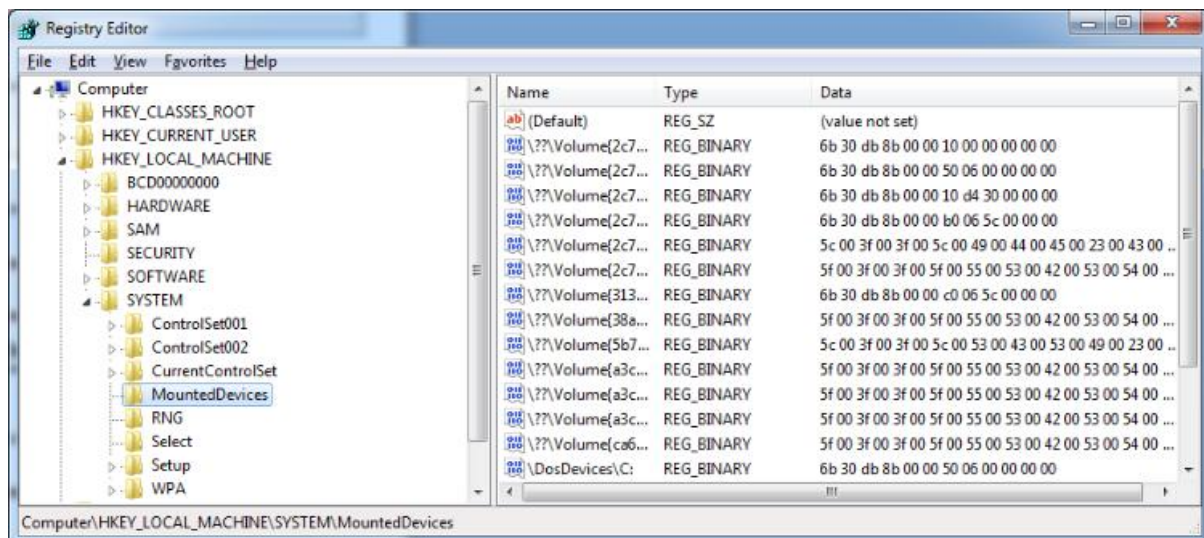 Registry Editor
File Edit View Favorites Help
Computer
HKEY_CLASSES_ROOT
HKEY_CURRENT_USER
HKEY_LOCAL_MACHINE
BCD00000000
HARDWARE
SAM
SECURITY
SOFTWARE
SYSTEM
ControlSet001
ControlSet002
CurrentControlSet
MountedDevices
RNG
Select
Setup
WPA
Name Type Data
(Default) REG_SZ (value not set)
\??\Volume{2c7... REG_BINARY 6b 30 db 8b 00 00 10 00 00 00 00 00
\??\Volume{2c7... REG_BINARY 6b 30 db 8b 00 00 50 06 00 00 00 00
\??\Volume{2c7... REG_BINARY 6b 30 db 8b 00 00 10 d4 30 00 00 00
\??\Volume{2c7... REG_BINARY 6b 30 db 8b 00 00 b0 06 5c 00 00 00
\??\Volume{2c7... REG_BINARY 5c 00 3f 00 3f 00 5c 00 49 00 44 00 45 00 23 00 43 00 ...
\??\Volume{2c7... REG_BINARY 5f 00 3f 00 3f 00 5f 00 55 00 53 00 42 00 53 00 54 00 ...
\??\Volume{313... REG_BINARY 6b 30 db 8b 00 00 c0 06 5c 00 00 00
\??\Volume{38a... REG_BINARY 5f 00 3f 00 3f 00 5f 00 55 00 53 00 42 00 53 00 54 00 ...
\??\Volume{5b7... REG_BINARY 5c 00 3f 00 3f 00 5c 00 53 00 43 00 53 00 49 00 23 00 ...
\??\Volume{a3c... REG_BINARY 5f 00 3f 00 3f 00 5f 00 55 00 53 00 42 00 53 00 54 00 ...
\??\Volume{a3c... REG_BINARY 5f 00 3f 00 3f 00 5f 00 55 00 53 00 42 00 53 00 54 00 ...
\??\Volume{a3c... REG_BINARY 5f 00 3f 00 3f 00 5f 00 55 00 53 00 42 00 53 00 54 00 ...
\??\Volume{ca6... REG_BINARY 5f 00 3f 00 3f 00 5f 00 55 00 53 00 42 00 53 00 54 00 ...
\DosDevices\C: REG_BINARY 6b 30 db 8b 00 00 50 06 00 00 00 00
Computer\HKEY_LOCAL_MACHINE\SYSTEM\MountedDevices